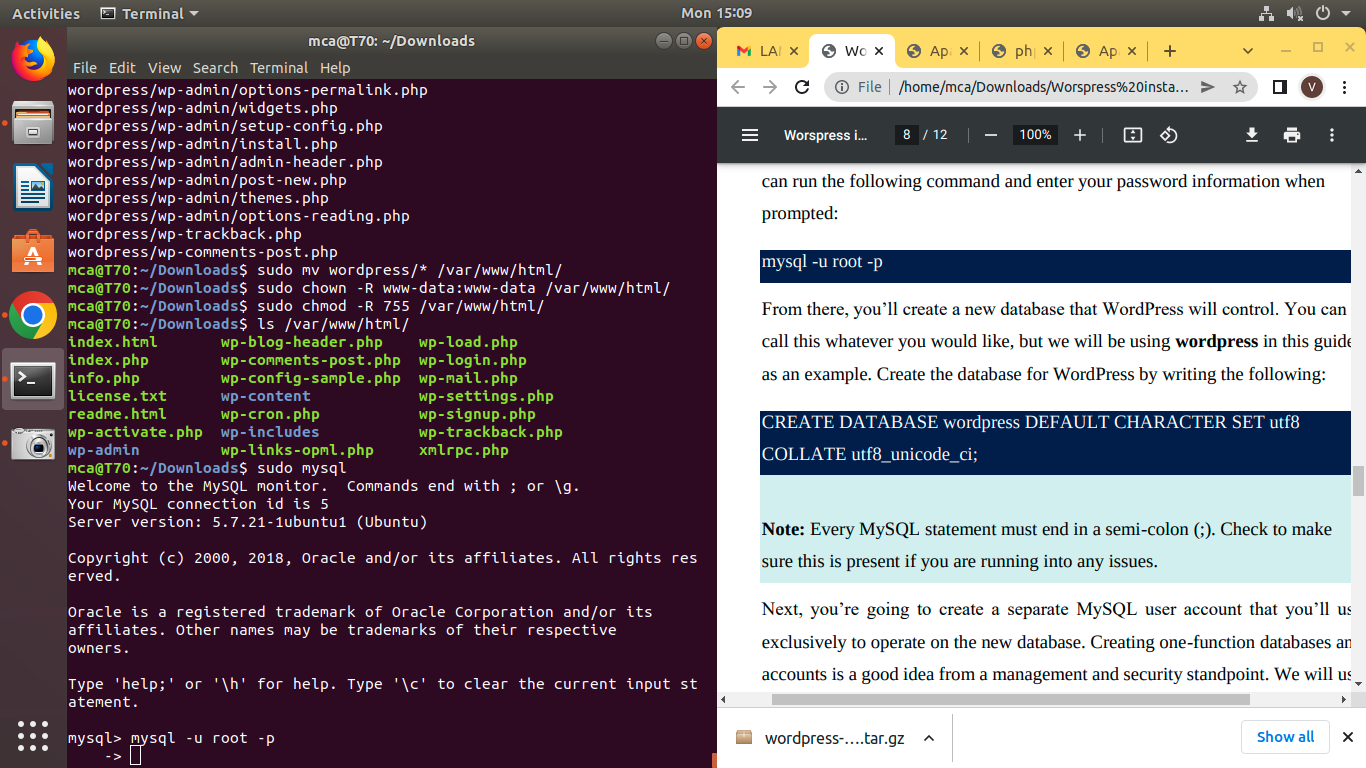 Activities Terminal Mon 15:09
mca@T70: ~/Downloads
File Edit View Search Terminal Help
wordpress/wp-admin/options-permalink.php
wordpress/wp-admin/widgets.php
wordpress/wp-admin/setup-config.php
wordpress/wp-admin/install.php
wordpress/wp-admin/admin-header.php
wordpress/wp-admin/post-new.php
wordpress/wp-admin/themes.php
wordpress/wp-admin/options-reading.php
wordpress/wp-trackback.php
wordpress/wp-comments-post.php
mca@T70:~/Downloads$ sudo mv wordpress/* /var/www/html/
mca@T70:~/Downloads$ sudo chown -R www-data:www-data /var/www/html/
mca@T70:~/Downloads$ sudo chmod -R 755 /var/www/html/
mca@T70:~/Downloads$ ls /var/www/html/
index.html wp-blog-header.php wp-load.php
index.php wp-comments-post.php wp-login.php
info.php wp-config-sample.php wp-mail.php
license.txt wp-content wp-settings.php
readme.html wp-cron.php wp-signup.php
wp-activate.php wp-includes wp-trackback.php
wp-admin wp-links-opml.php xmlrpc.php
mca@T70:~/Downloads$ sudo mysql
Welcome to the MySQL monitor.  Commands end with ; or \g.
Your MySQL connection id is 5
Server version: 5.7.21-1ubuntu1 (Ubuntu)
Copyright (c) 2000, 2018, Oracle and/or its affiliates. All rights res
erved.
Oracle is a registered trademark of Oracle Corporation and/or its
affiliates. Other names may be trademarks of their respective
owners.
Type 'help;' or '\h' for help. Type '\c' to clear the current input st
atement.
mysql> mysql -u root -p
->
LAM Wo Ap php Ap
File /home/mca/Downloads/Worspress%20insta...
V
Worspress i... 8 / 12 100%
can run the following command and enter your password information when
prompted:
mysql -u root -p
From there, you’ll create a new database that WordPress will control. You can
call this whatever you would like, but we will be using wordpress in this guide
as an example. Create the database for WordPress by writing the following:
CREATE DATABASE wordpress DEFAULT CHARACTER SET utf8
COLLATE utf8_unicode_ci;
Note: Every MySQL statement must end in a semi-colon (;). Check to make
sure this is present if you are running into any issues.
Next, you’re going to create a separate MySQL user account that you’ll us
exclusively to operate on the new database. Creating one-function databases an
accounts is a good idea from a management and security standpoint. We will us
wordpress-....tar.gz Show all